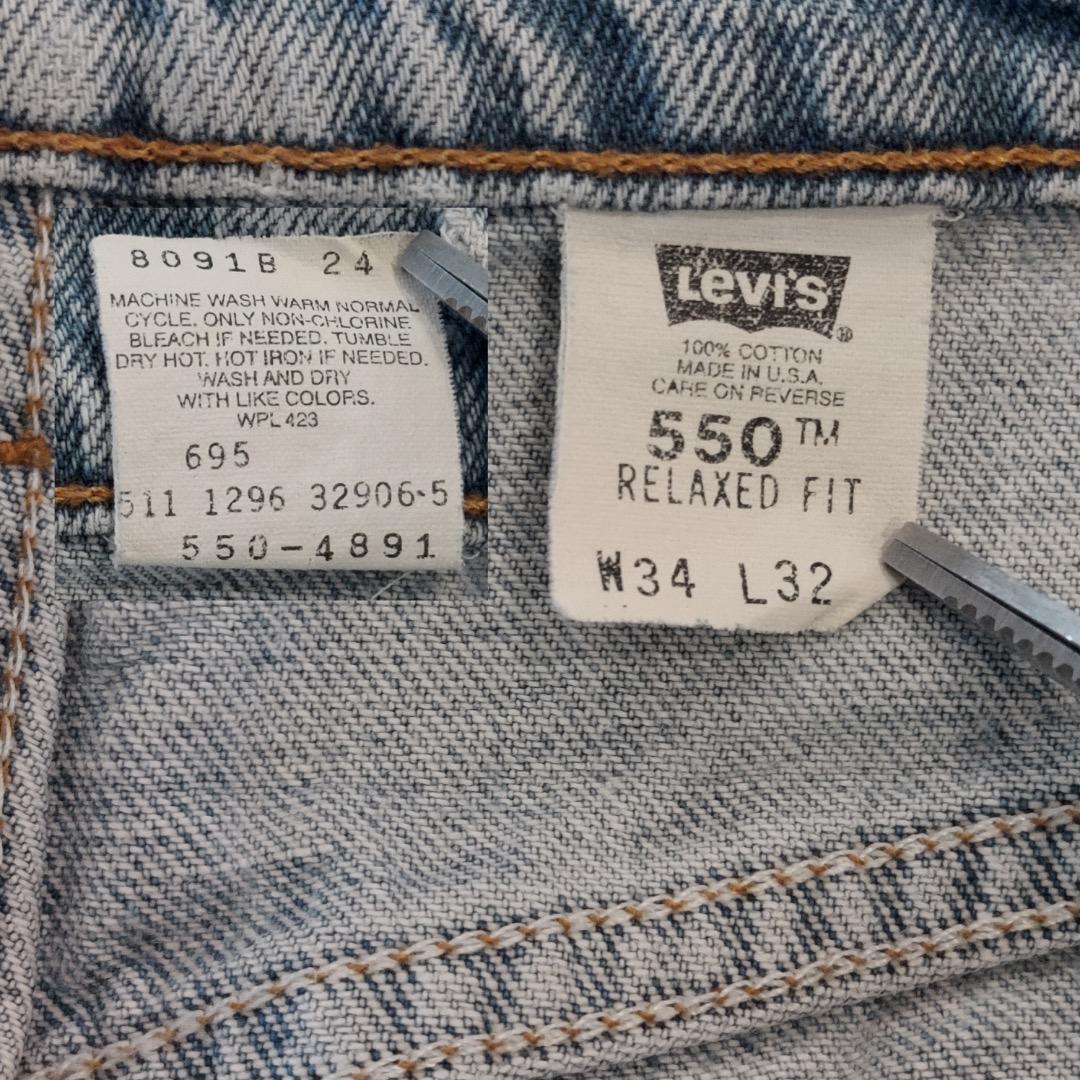 8091B 24
MACHINE WASH WARM NORMAL
CYCLE. ONLY NON-CHLORINE
BLEACH IF NEEDED. TUMBLE
DRY HOT. HOT IRON IF NEEDED.
WASH AND DRY
WITH LIKE COLORS.
WPL 423
695
511 1296 32906-5
550-4891
Levi's®
100% COTTON
MADE IN U.S.A.
CARE ON REVERSE
550™
RELAXED FIT
W34 L32